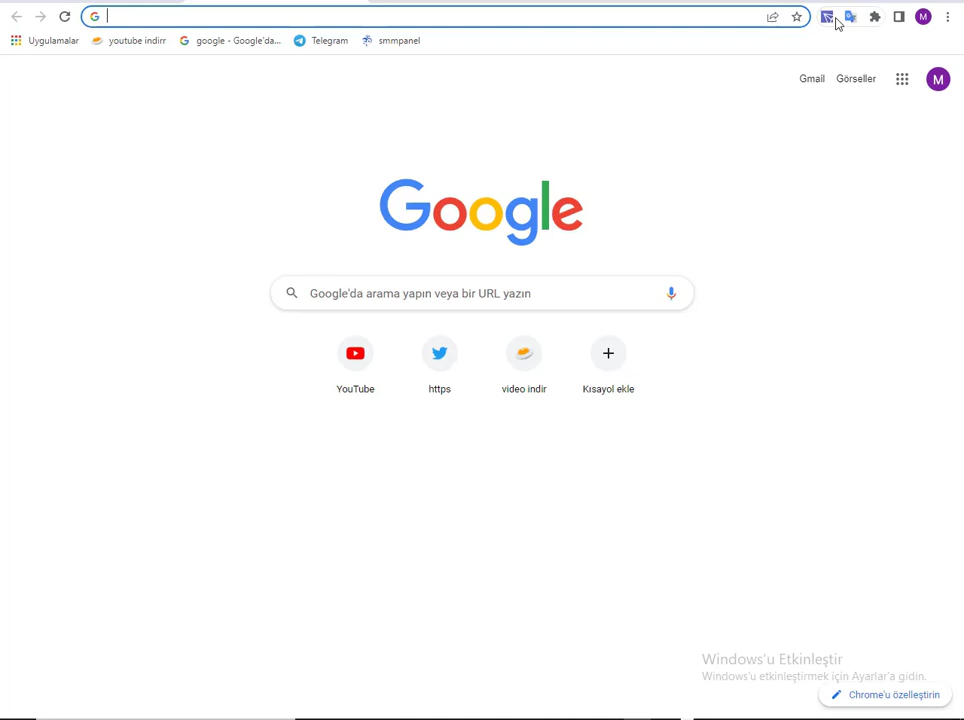 Uygulamalar youtube indirr google - Google'da... Telegram smmpanel
M
Gmail Görseller M
Google
Google'da arama yapın veya bir URL yazın
YouTube https video indir Kısayol ekle
Windows'u Etkinleştir
Windows'u etkinleştirmek için Ayarlar'a gidin.
Chrome'u özelleştirin